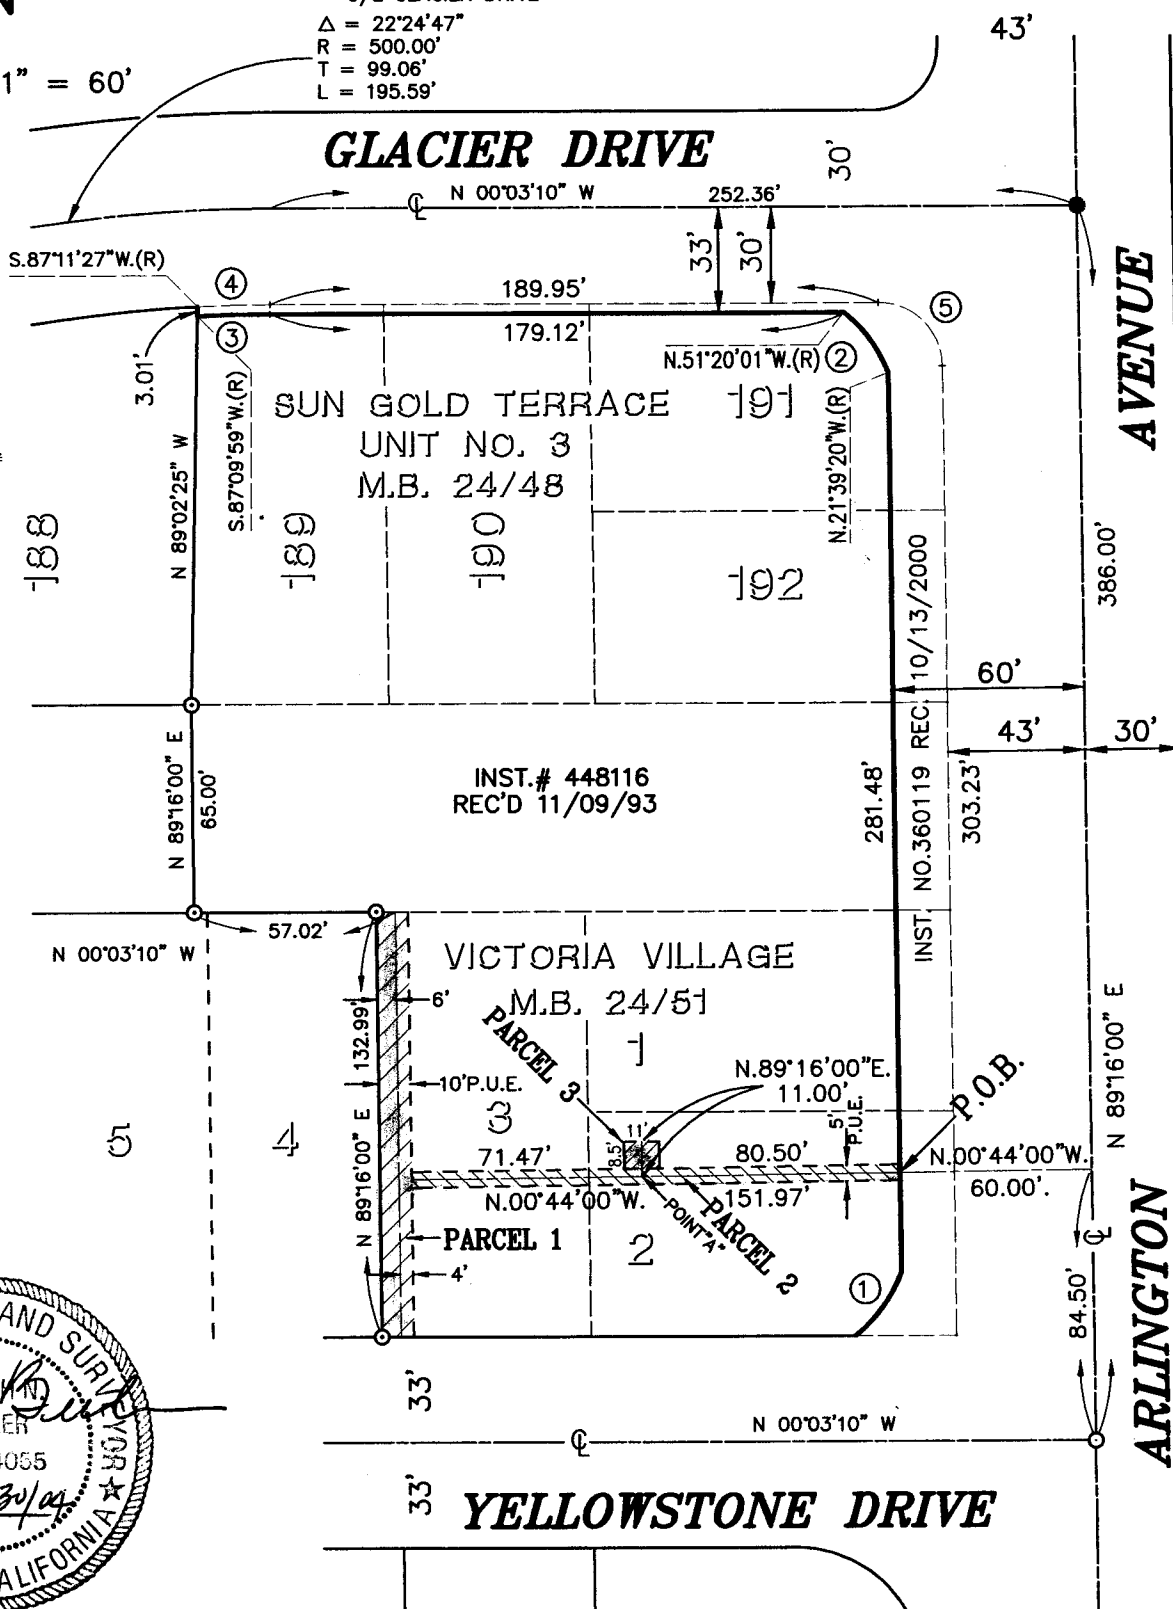 N
1" = 60'
Δ = 22°24'47"
R = 500.00'
T = 99.06'
L = 195.59'
43'
GLACIER DRIVE
30'
N 00°03'10" W
252.36'
℄
S.87°11'27"W.(R)
33'
30'
4
189.95'
5
3
179.12'
N.51°20'01"W.(R)
2
3.01'
S.87°09'59"W.(R)
SUN GOLD TERRACE
UNIT NO. 3
M.B. 24/48
191
N.21°39'20"W.(R)
AVENUE
N 89°02'25" W
188
189
190
192
386.00'
INST. NO.360119 REC. 10/13/2000
60'
43'
30'
N 89°16'00" E
65.00'
INST.# 448116
REC'D 11/09/93
281.48'
303.23'
57.02'
N 00°03'10" W
VICTORIA VILLAGE
M.B. 24/51
6'
132.99'
PARCEL 3
1
N.89°16'00"E.
11.00'
P.O.B.
N 89°16'00" E
10'P.U.E.
5' P.U.E.
5
4
3
11'
8.5'
71.47'
80.50'
N.00°44'00"W.
60.00'.
N.00°44'00"W.
151.97'
POINT"A"
PARCEL 2
N 89°16'00" E
PARCEL 1
2
4'
1
℄
84.50'
ARLINGTON
33'
N 00°03'10" W
℄
33'
YELLOWSTONE DRIVE
AND SURVEYOR
CALIFORNIA